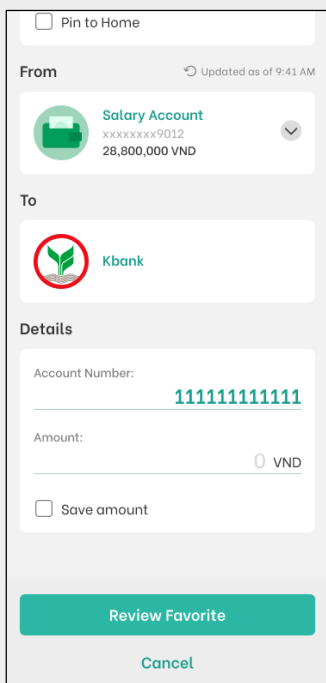 Pin to Home
From
Updated as of 9:41 AM
Salary Account
xxxxxxxx9012
28,800,000 VND
To
Kbank
Details
Account Number:
111111111111
Amount:
0 VND
Save amount
Review Favorite
Cancel